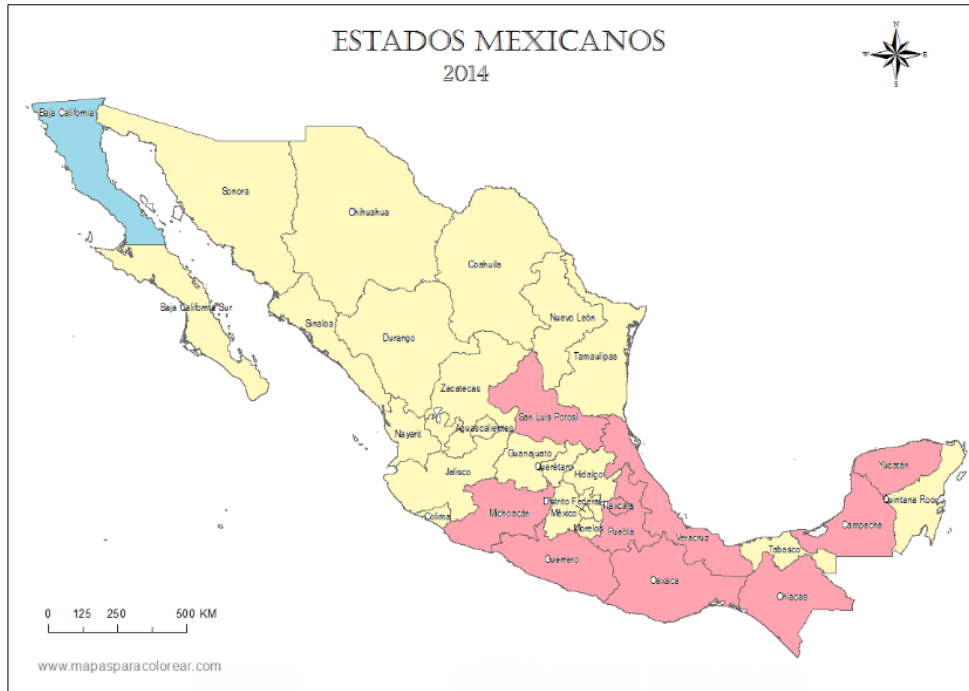 ESTADOS MEXICANOS
2014
N
W
E
S
Baja California
Sonora
Chihuahua
Coahuila
Baja California Sur
Sinaloa
Durango
Nuevo León
Tamaulipas
Zacatecas
San Luis Potosí
Nayarit
Aguascalientes
Guanajuato
Querétaro
Hidalgo
Jalisco
Colima
Michoacán
Distrito Federal
México
Morelos
Tlaxcala
Puebla
Veracruz
Guerrero
Oaxaca
Tabasco
Chiapas
Yucatán
Quintana Roo
Campeche
0 125 250 500 KM
www.mapasparacolorear.com